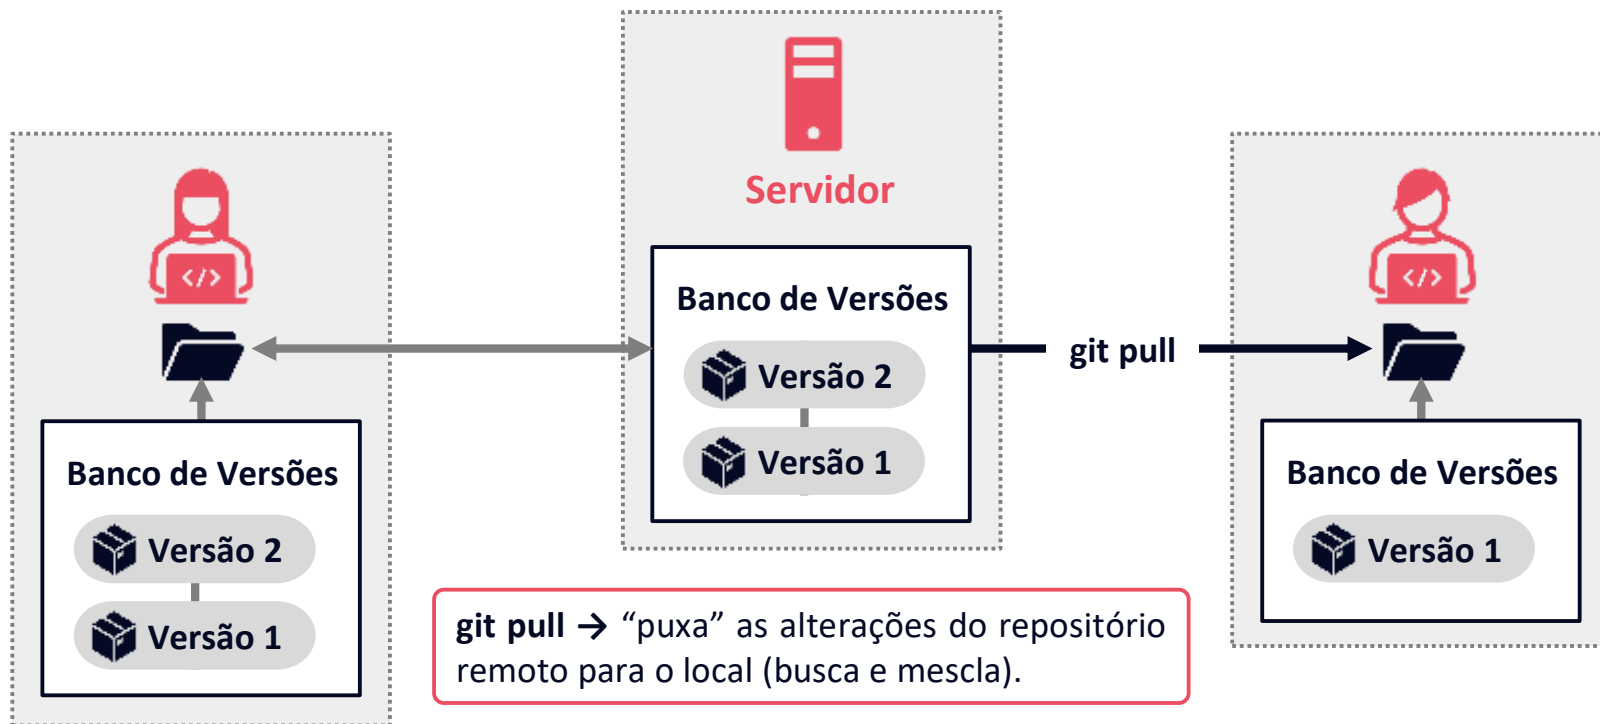 Servidor
</>
</>
Banco de Versões
Versão 2
Versão 1
git pull
Banco de Versões
Versão 2
Versão 1
Banco de Versões
Versão 1
git pull → “puxa” as alterações do repositório
remoto para o local (busca e mescla).